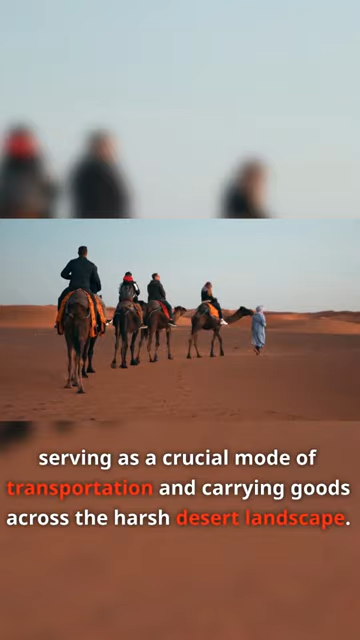 serving as a crucial mode of
transportation and carrying goods
across the harsh desert landscape.